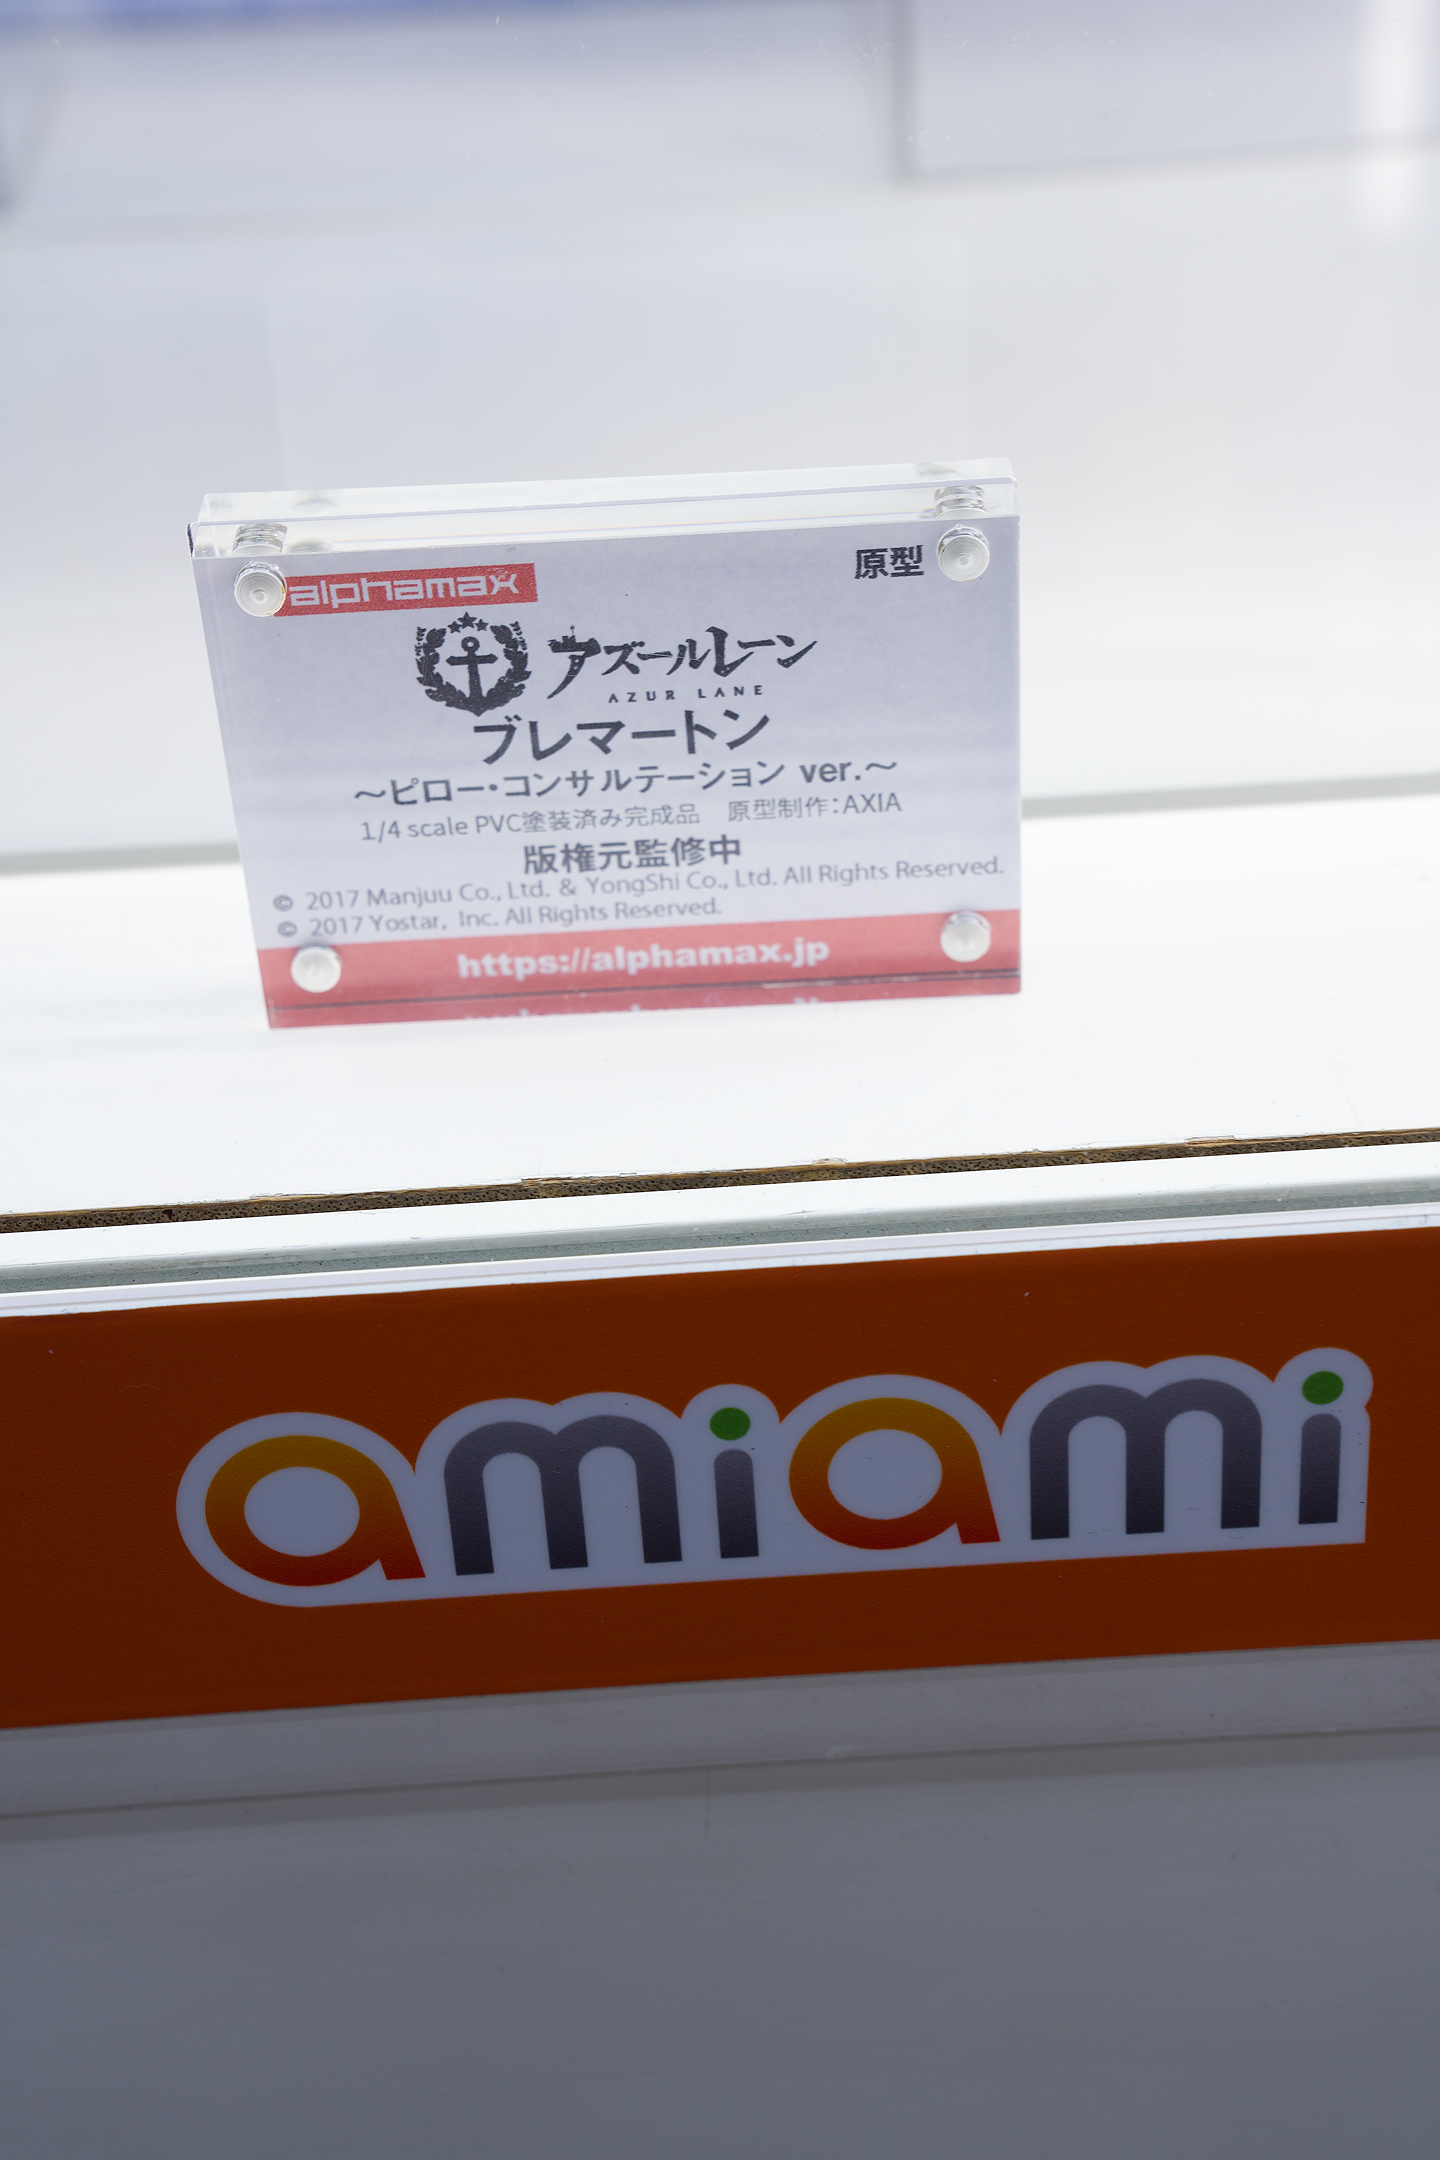 alphamax
原型
アズールレーン
AZUR LANE
ブレマートン
～ピロー・コンサルテーション ver.～
1/4 scale PVC塗装済み完成品　原型制作：AXIA
版権元監修中
© 2017 Manjuu Co., Ltd. & YongShi Co., Ltd. All Rights Reserved.
© 2017 Yostar, Inc. All Rights Reserved.
https://alphamax.jp
amiami